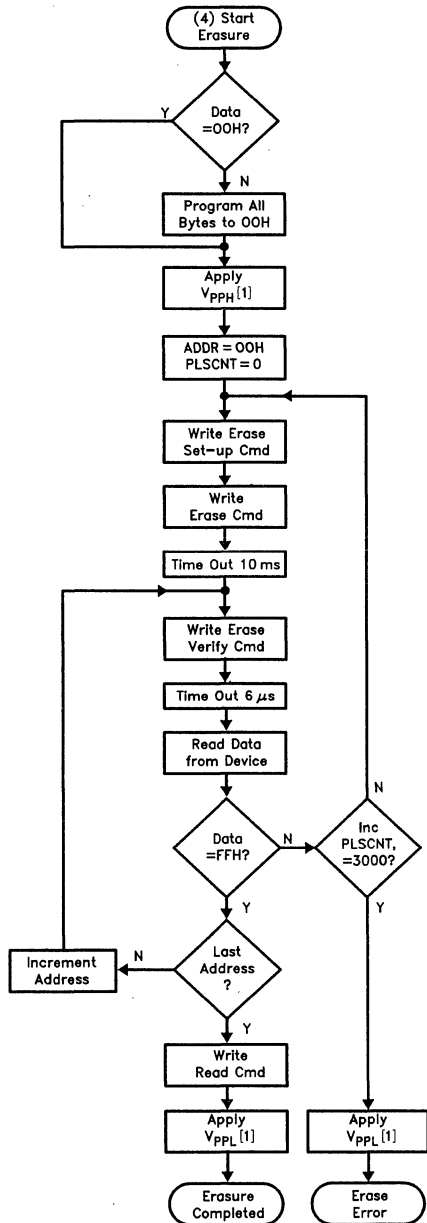 (4) Start
Erasure
Data
=00H?
Y
N
Program All
Bytes to 00H
Apply
VPPH[1]
ADDR = 00H
PLSCNT = 0
Write Erase
Set-up Cmd
Write
Erase Cmd
Time Out 10 ms
Write Erase
Verify Cmd
Time Out 6 μs
Read Data
from Device
Data
=FFH?
N
Y
Inc
PLSCNT,
=3000?
N
Y
Last
Address
?
N
Y
Increment
Address
Write
Read Cmd
Apply
VPPL[1]
Apply
VPPL[1]
Erasure
Completed
Erase
Error